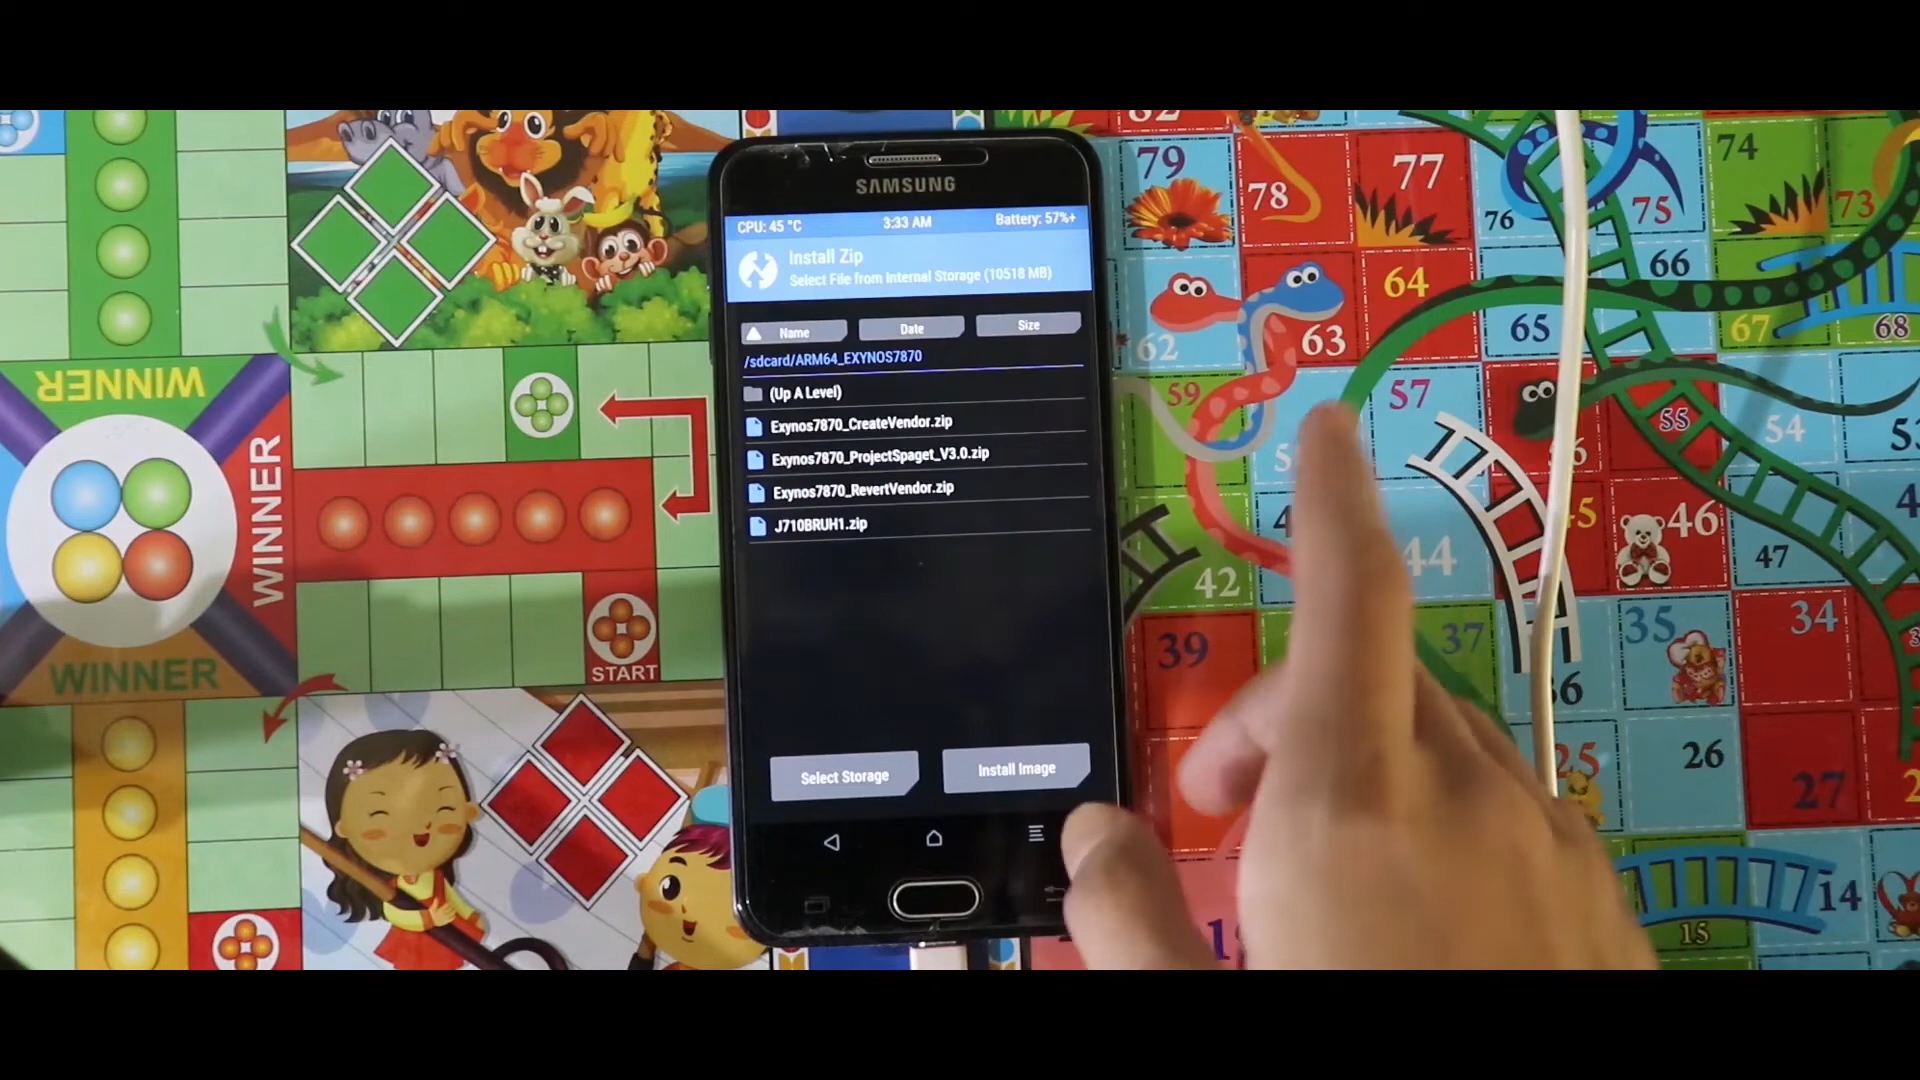 SAMSUNG
CPU: 45 °C 3:33 AM Battery: 57%+
Install Zip
Select File from Internal Storage (10518 MB)
Name Date Size
/sdcard/ARM64_EXYNOS7870
(Up A Level)
Exynos7870_CreateVendor.zip
Exynos7870_ProjectSpaget_V3.0.zip
Exynos7870_RevertVendor.zip
J710BRUH1.zip
Select Storage Install Image
WINNER
WINNER
WINNER
START
82
79 78 77 76 75 74 73
62 63 64 65 66 67 68
59 57 55 54
42 44 45 46 47
39 37 35 34
25 26 27
15 14